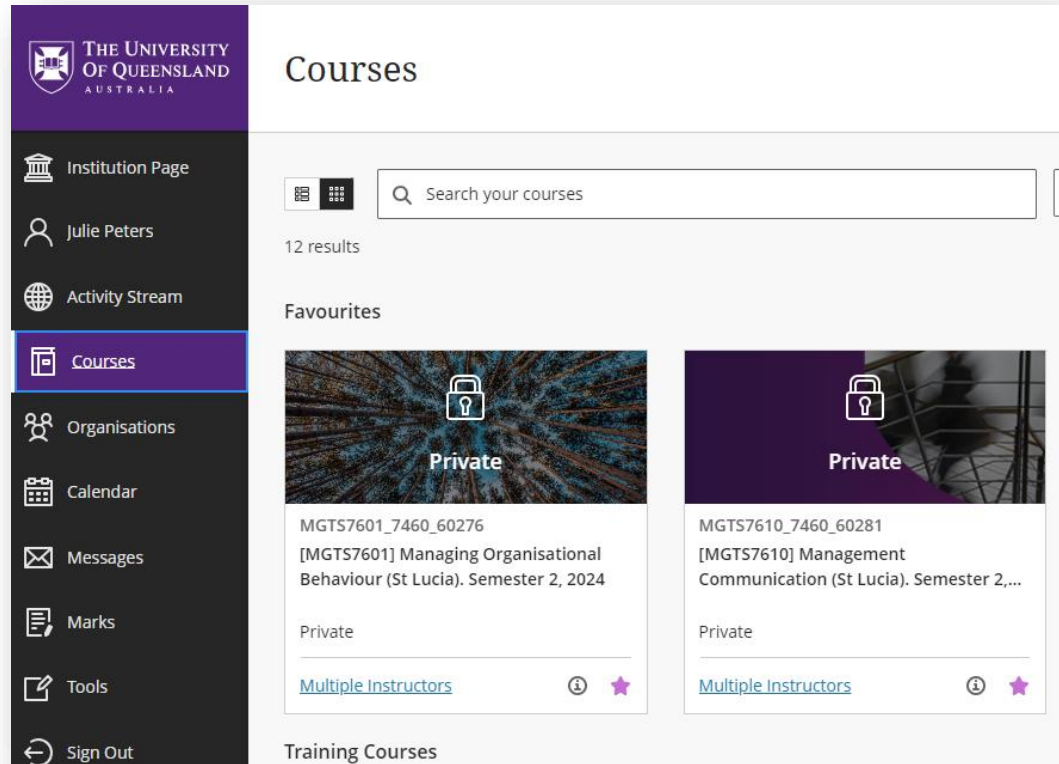 THE UNIVERSITY
OF QUEENSLAND
AUSTRALIA
Courses
Institution Page
Julie Peters
Activity Stream
Courses
Organisations
Calendar
Messages
Marks
Tools
Sign Out
Search your courses
12 results
Favourites
Private
MGTS7601_7460_60276
[MGTS7601] Managing Organisational
Behaviour (St Lucia). Semester 2, 2024
Private
Multiple Instructors
Private
MGTS7610_7460_60281
[MGTS7610] Management
Communication (St Lucia). Semester 2,...
Private
Multiple Instructors
Training Courses